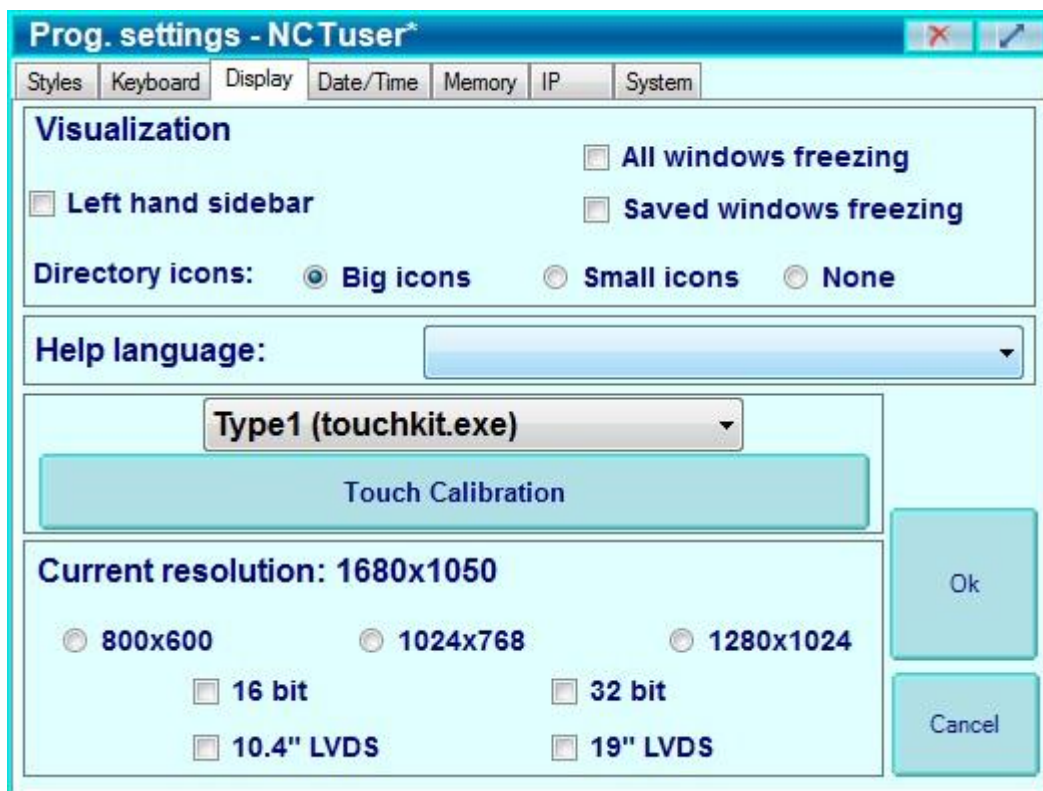 Prog. settings - NCTuser*
Styles Keyboard Display Date/Time Memory IP System
Visualization
All windows freezing
Left hand sidebar
Saved windows freezing
Directory icons: Big icons Small icons None
Help language:
Type1 (touchkit.exe)
Touch Calibration
Current resolution: 1680x1050
Ok
800x600 1024x768 1280x1024
16 bit 32 bit
Cancel
10.4" LVDS 19" LVDS